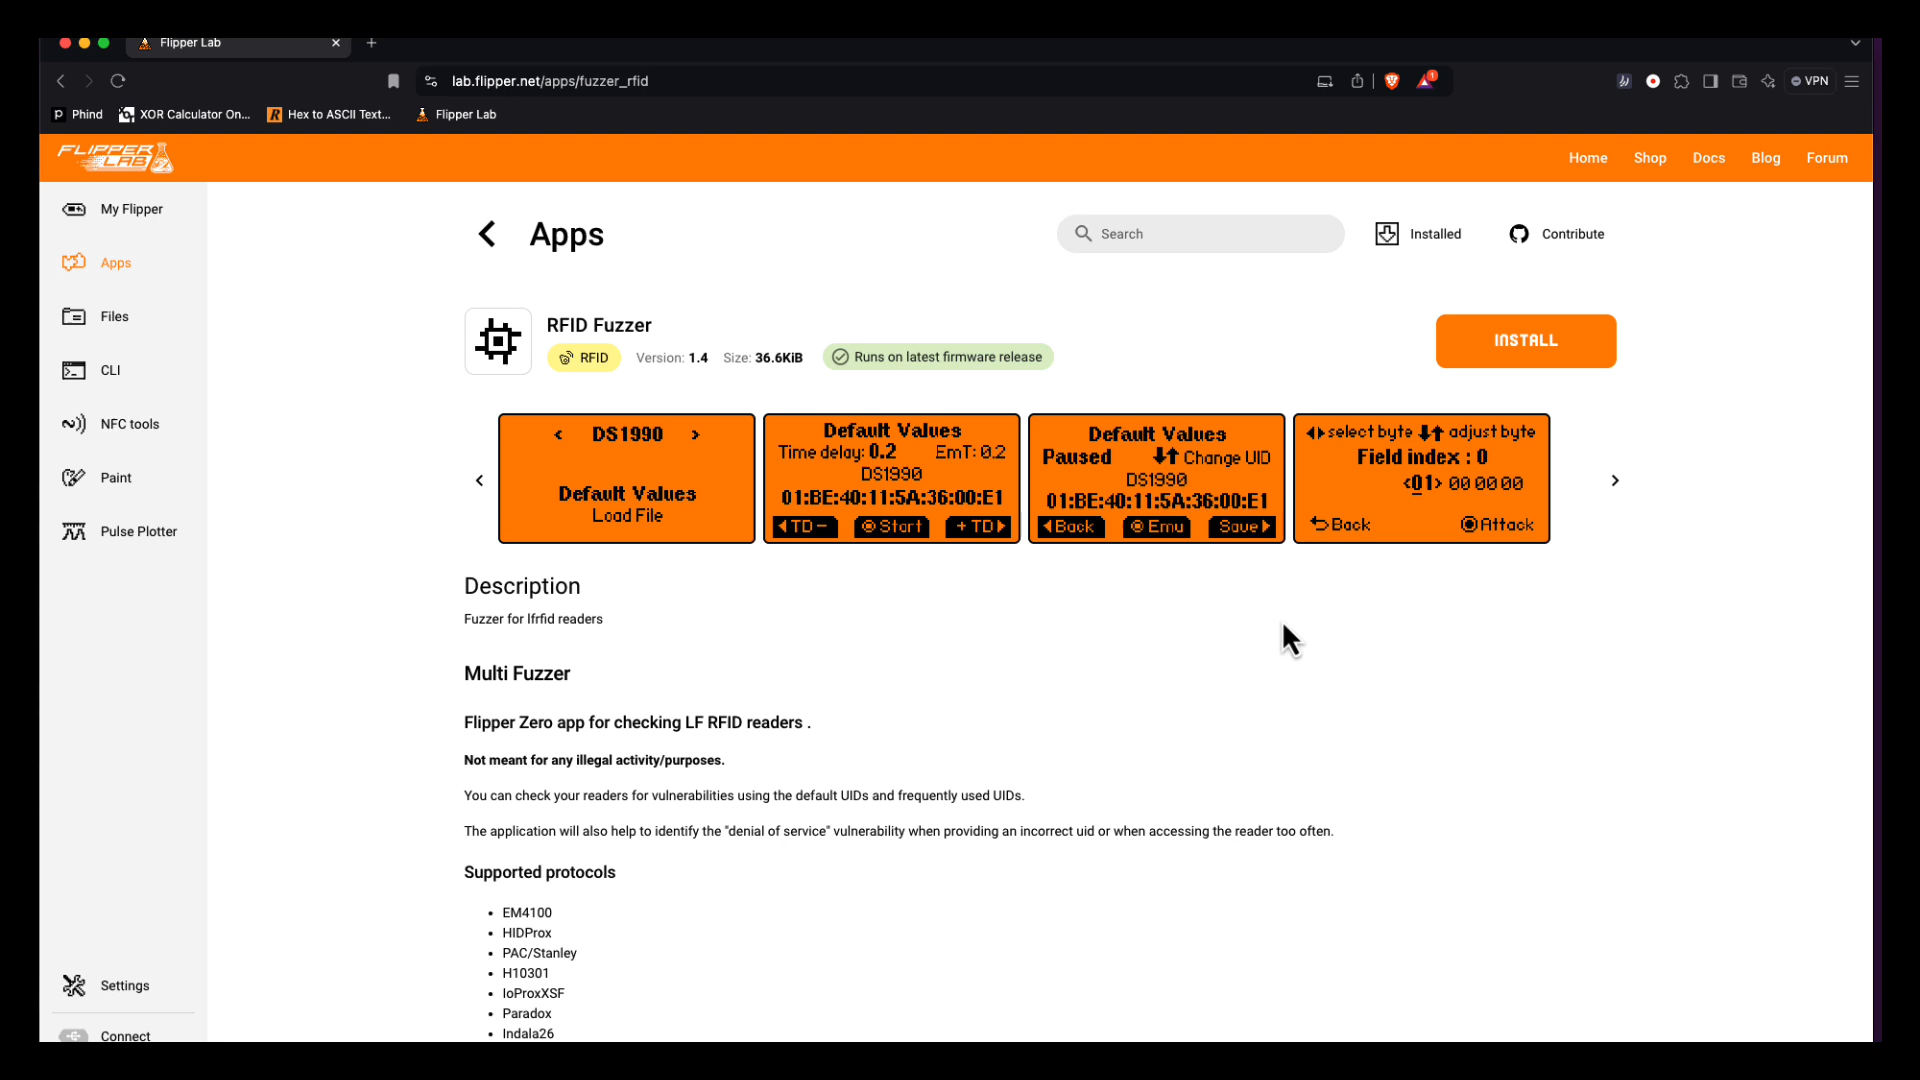 Flipper Lab
lab.flipper.net/apps/fuzzer_rfid
1
VPN
Phind
XOR Calculator On...
Hex to ASCII Text...
Flipper Lab
FLIPPER
LAB
Home
Shop
Docs
Blog
Forum
My Flipper
Apps
Files
CLI
NFC tools
Paint
Pulse Plotter
Settings
Connect
Apps
Search
Installed
Contribute
RFID Fuzzer
RFID
Version: 1.4
Size: 36.6KiB
Runs on latest firmware release
INSTALL
< DS1990 >
Default Values
Load File
Default Values
Time delay: 0.2 EmT: 0.2
DS1990
01:BE:40:11:5A:36:00:E1
TD - Start + TD
Default Values
Paused Change UID
DS1990
01:BE:40:11:5A:36:00:E1
Back Emu Save
select byte adjust byte
Field index : 0
<01> 00 00 00
Back Attack
Description
Fuzzer for lfrfid readers
Multi Fuzzer
Flipper Zero app for checking LF RFID readers .
Not meant for any illegal activity/purposes.
You can check your readers for vulnerabilities using the default UIDs and frequently used UIDs.
The application will also help to identify the "denial of service" vulnerability when providing an incorrect uid or when accessing the reader too often.
Supported protocols
• EM4100
• HIDProx
• PAC/Stanley
• H10301
• IoProxXSF
• Paradox
• Indala26